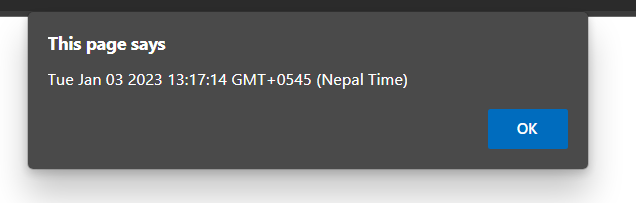 This page says
Tue Jan 03 2023 13:17:14 GMT+0545 (Nepal Time)
OK